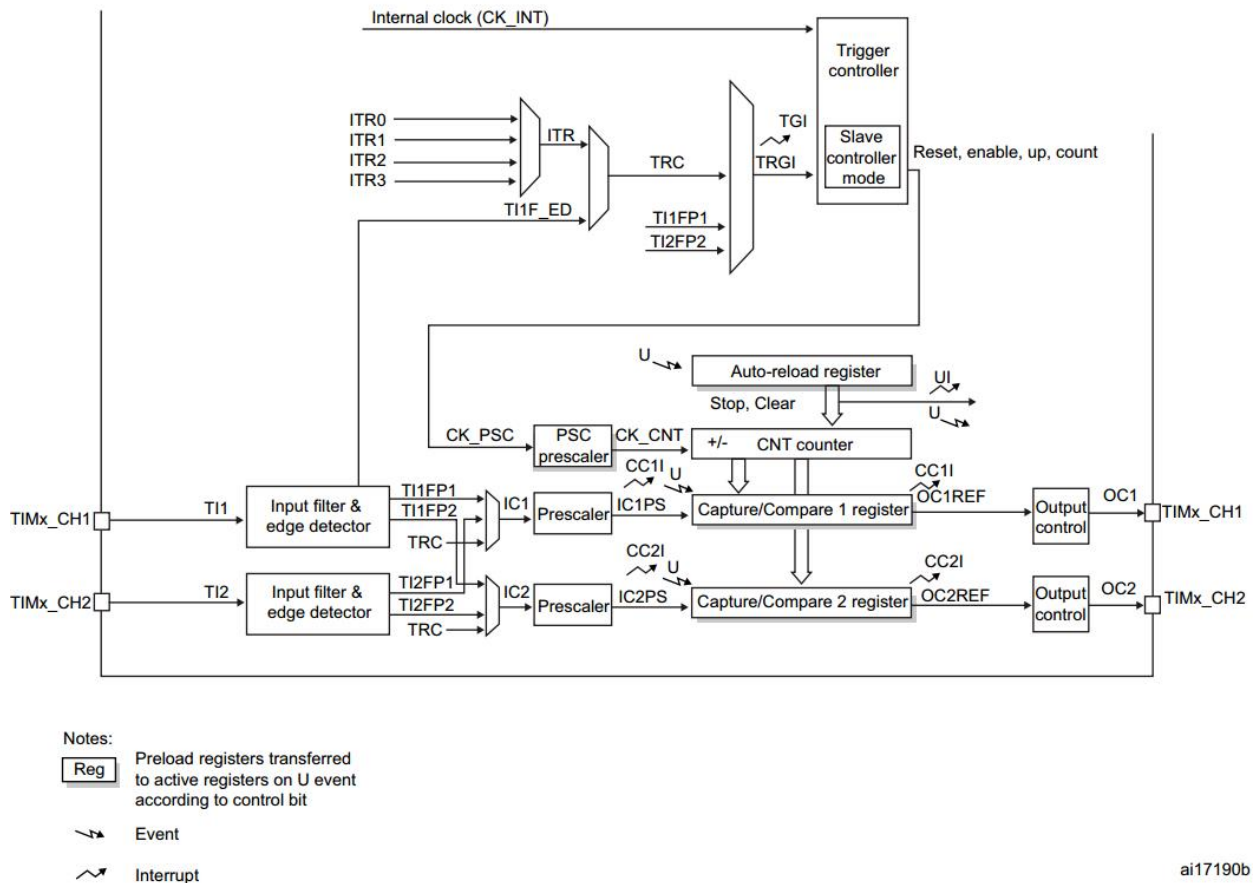 Internal clock (CK_INT)
Trigger
controller
ITR0
ITR1
ITR2
ITR3
ITR
TI1F_ED
TRC
TI1FP1
TI2FP2
TGI
TRGI
Slave
controller
mode
Reset, enable, up, count
U
Auto-reload register
Stop, Clear
UI
U
CK_PSC
PSC
prescaler
CK_CNT
+/-
CNT counter
TIMx_CH1
TI1
Input filter &
edge detector
TI1FP1
TI1FP2
TRC
IC1
Prescaler
CC1I
U
IC1PS
Capture/Compare 1 register
CC1I
OC1REF
Output
control
OC1
TIMx_CH1
TIMx_CH2
TI2
Input filter &
edge detector
TI2FP1
TI2FP2
TRC
IC2
Prescaler
CC2I
U
IC2PS
Capture/Compare 2 register
CC2I
OC2REF
Output
control
OC2
TIMx_CH2
Notes:
Reg
Preload registers transferred
to active registers on U event
according to control bit
Event
Interrupt
ai17190b